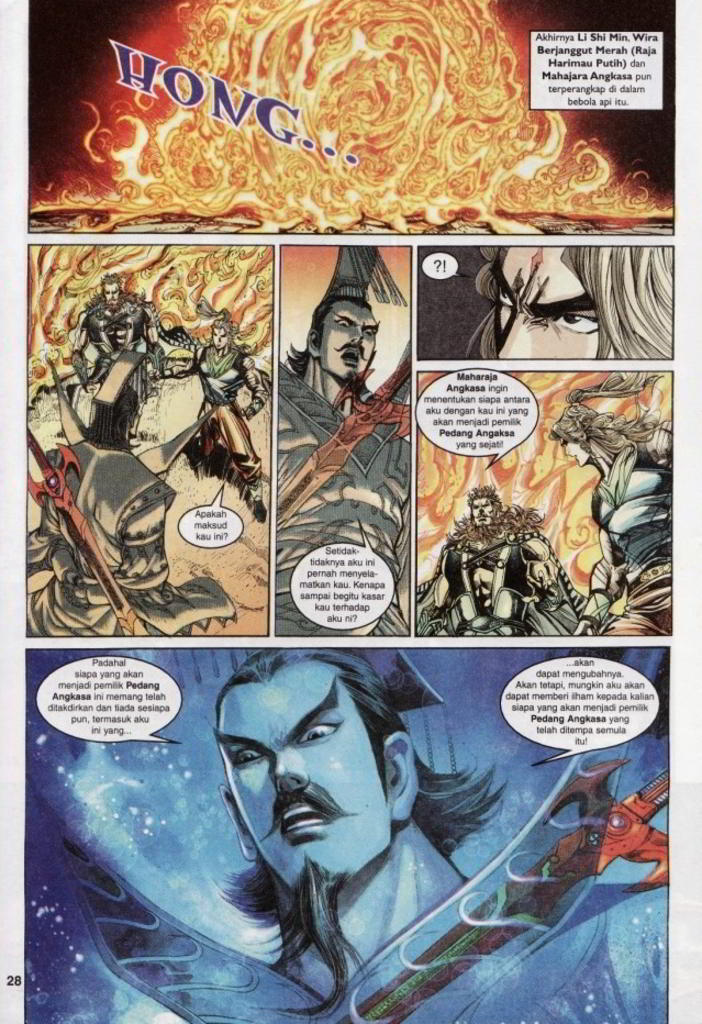 HONG...
Akhirnya Li Shi Min, Wira
Berjanggut Merah (Raja
Harimau Putih) dan
Mahajara Angkasa pun
terperangkap di dalam
bebola api itu.
Apakah
maksud
kau ini?
Setidak-
tidaknya aku ini
pernah menyela-
matkan kau. Kenapa
sampai begitu kasar
kau terhadap
aku ni?
?!
Maharaja
Angkasa ingin
menentukan siapa antara
aku dengan kau ini yang
akan menjadi pemilik
Pedang Angaksa
yang sejati!
Padahal
siapa yang akan
menjadi pemilik Pedang
Angkasa ini memang telah
ditakdirkan dan tiada sesiapa
pun, termasuk aku
ini yang...
...akan
dapat mengubahnya.
Akan tetapi, mungkin aku akan
dapat memberi ilham kepada kalian
siapa yang akan menjadi pemilik
Pedang Angkasa yang
telah ditempa semula
itu!
28